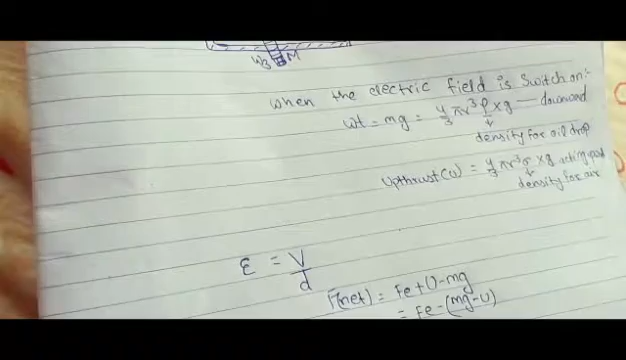 W3 M
When the electric field is Switch on:-
wt = mg = 4/3 πr³ρ × g — downward
density for oil drop
Upthrust(U) = 4/3 πr³σ × g acting
density for air
E = V/d
F(net) = Fe + U - mg
= Fe - (mg - U)